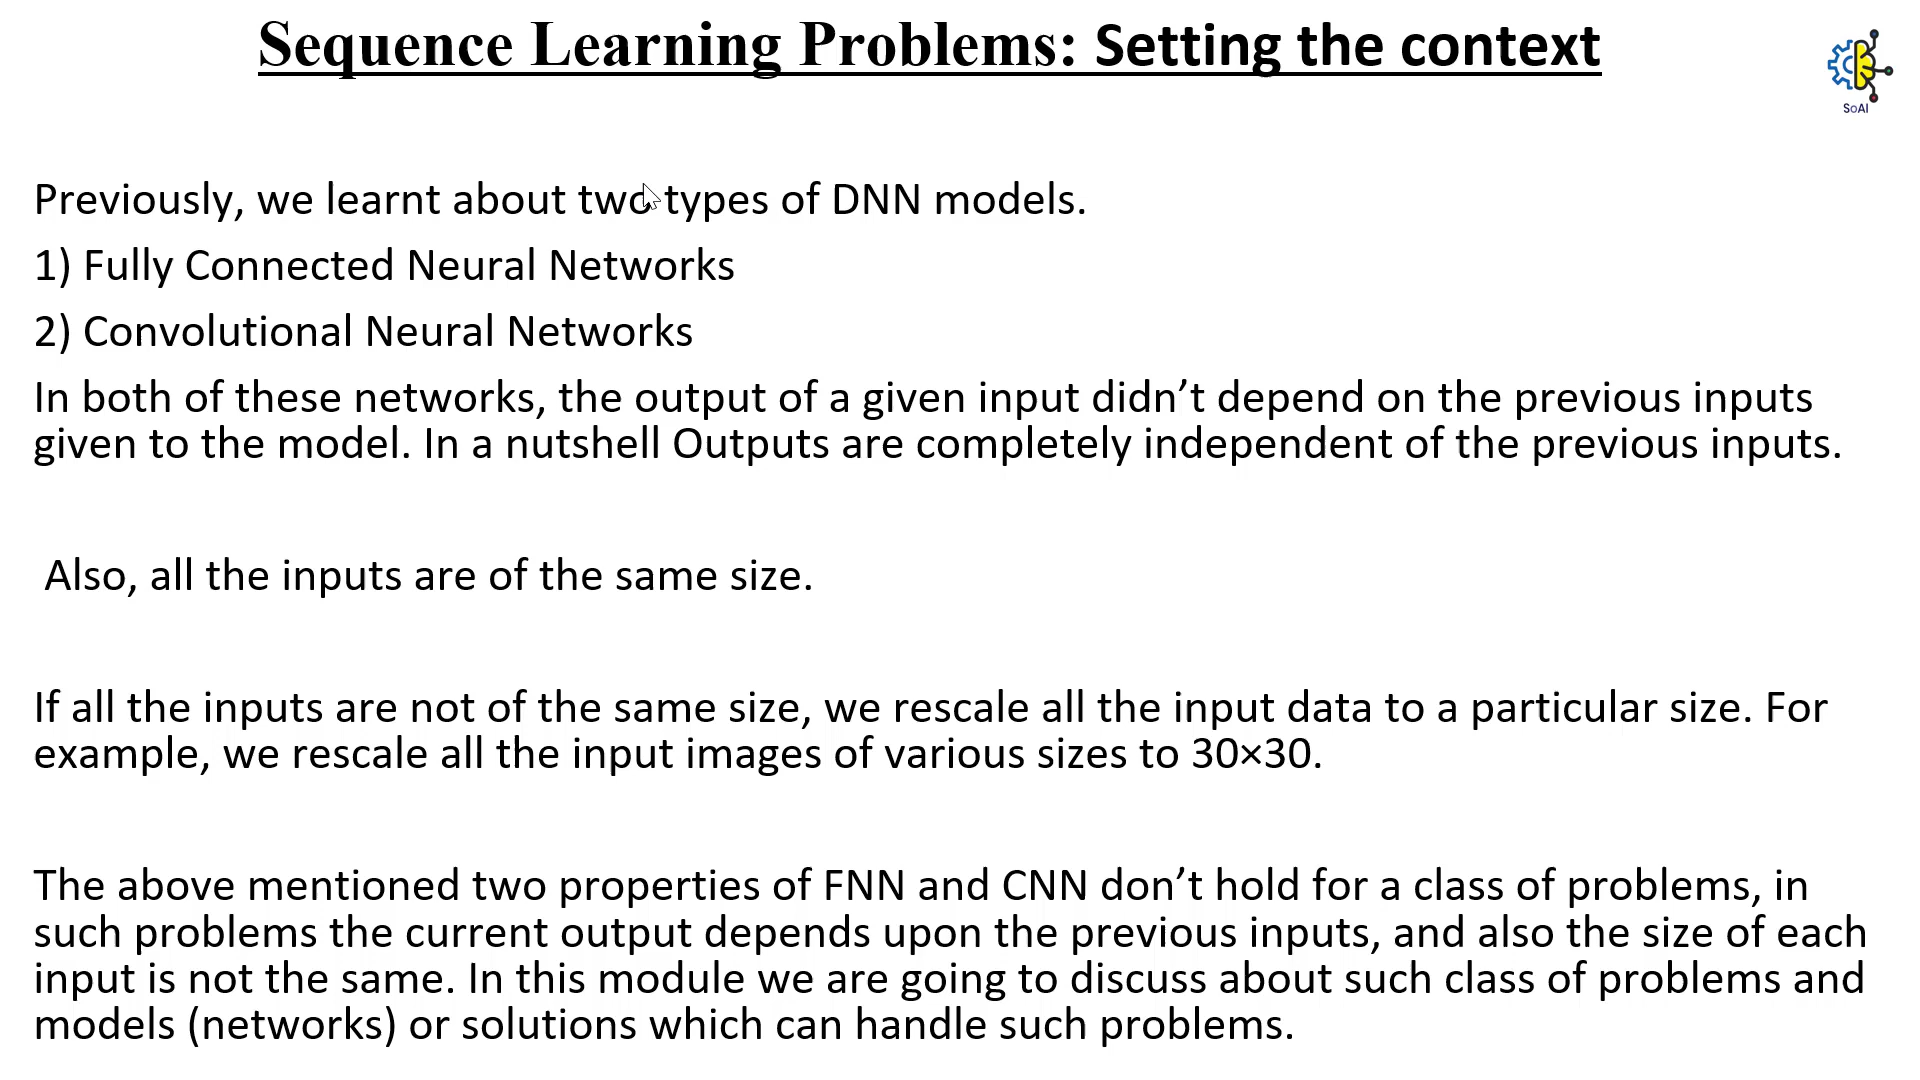 Sequence Learning Problems: Setting the context
SoAI
Previously, we learnt about two types of DNN models.
1) Fully Connected Neural Networks
2) Convolutional Neural Networks
In both of these networks, the output of a given input didn’t depend on the previous inputs
given to the model. In a nutshell Outputs are completely independent of the previous inputs.
Also, all the inputs are of the same size.
If all the inputs are not of the same size, we rescale all the input data to a particular size. For
example, we rescale all the input images of various sizes to 30×30.
The above mentioned two properties of FNN and CNN don’t hold for a class of problems, in
such problems the current output depends upon the previous inputs, and also the size of each
input is not the same. In this module we are going to discuss about such class of problems and
models (networks) or solutions which can handle such problems.